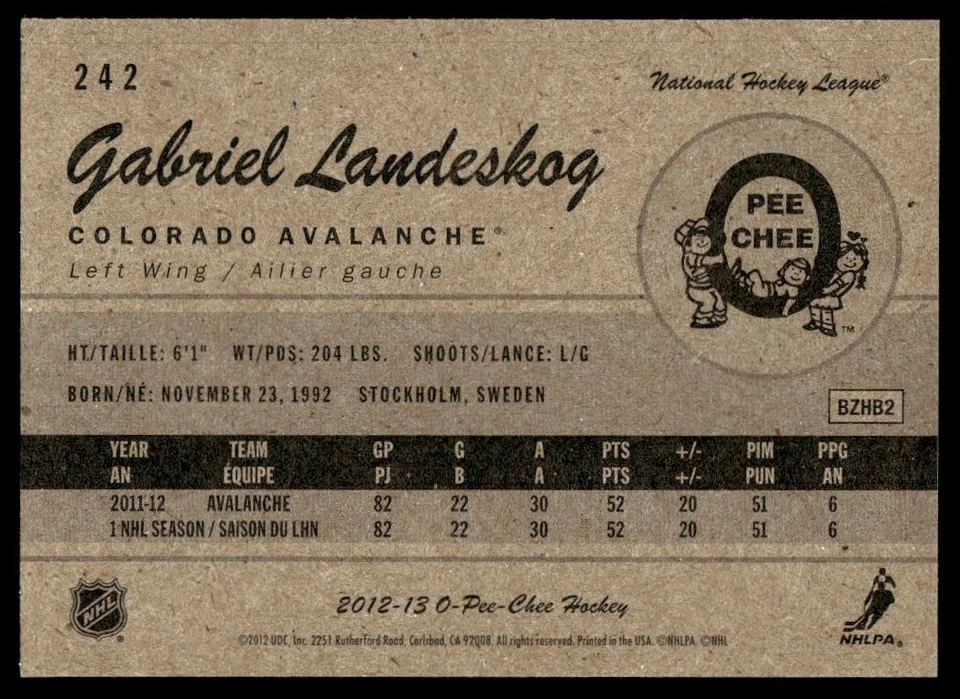 242
National Hockey League®
Gabriel Landeskog
COLORADO AVALANCHE®
Left Wing / Ailier gauche
PEE
CHEE
TM
HT/TAILLE: 6'1" WT/PDS: 204 LBS. SHOOTS/LANCE: L/G
BORN/NÉ: NOVEMBER 23, 1992 STOCKHOLM, SWEDEN
BZHB2
YEAR TEAM GP G A PTS +/- PIM PPG
AN ÉQUIPE PJ B A PTS +/- PUN AN
2011-12 AVALANCHE 82 22 30 52 20 51 6
1 NHL SEASON / SAISON DU LHN 82 22 30 52 20 51 6
NHL
2012-13 O-Pee-Chee Hockey
©2012 UDC, Inc. 2251 Rutherford Road, Carlsbad, CA 92008. All rights reserved. Printed in the USA. ©NHLPA. ©NHL
NHLPA®